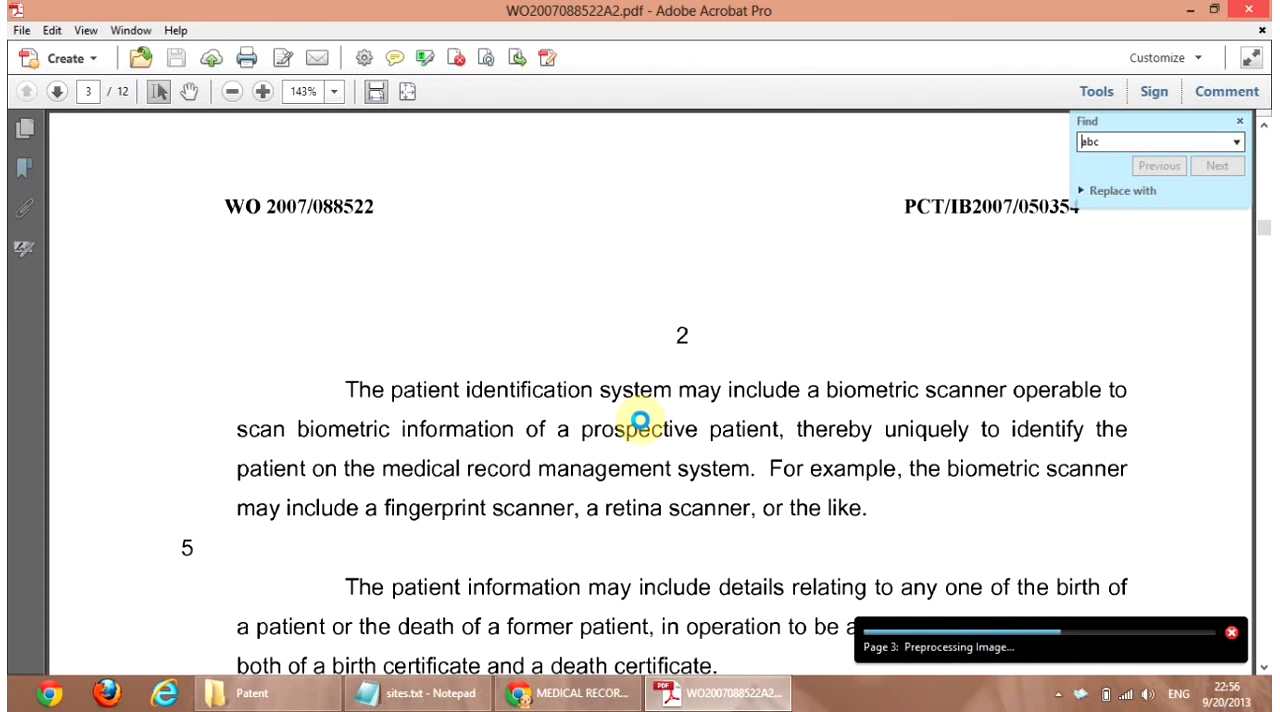 WO2007088522A2.pdf - Adobe Acrobat Pro
File Edit View Window Help
Create Customize
3 / 12 143% Tools Sign Comment
Find
abc
Previous Next
Replace with
WO 2007/088522 PCT/IB2007/050354
2
The patient identification system may include a biometric scanner operable to
scan biometric information of a prospective patient, thereby uniquely to identify the
patient on the medical record management system. For example, the biometric scanner
may include a fingerprint scanner, a retina scanner, or the like.
5
The patient information may include details relating to any one of the birth of
a patient or the death of a former patient, in operation to be a
both of a birth certificate and a death certificate.
Page 3: Preprocessing Image...
Patent sites.txt - Notepad MEDICAL RECOR... WO2007088522A2... ENG 22:56
9/20/2013